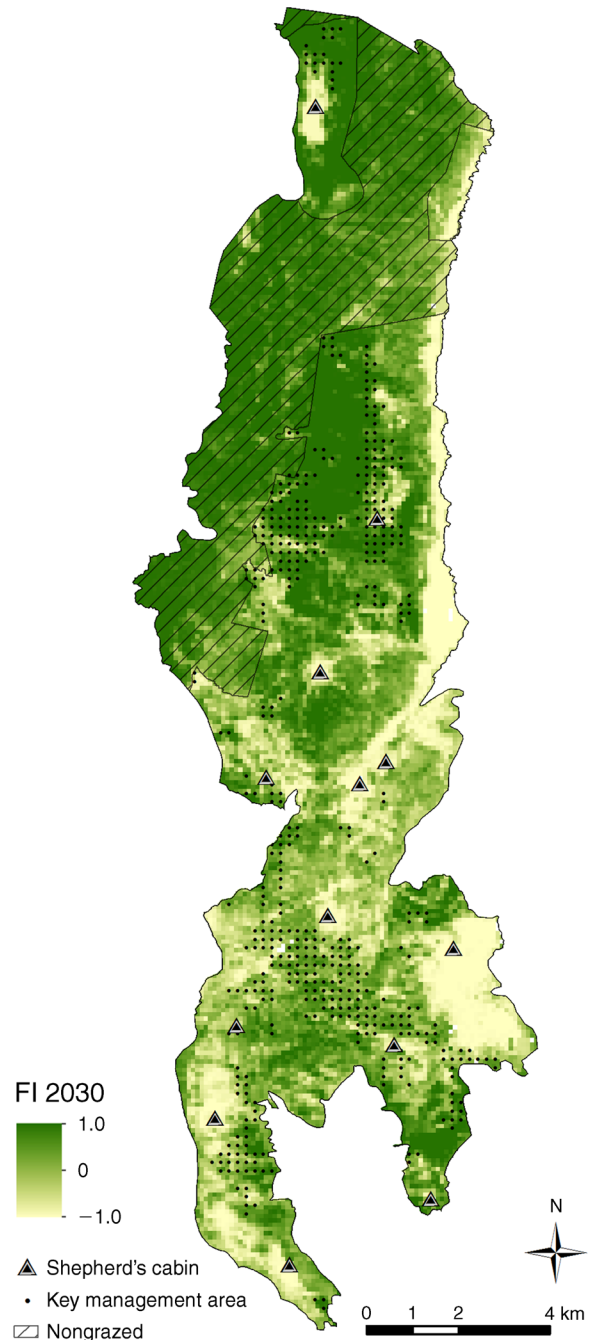 FI 2030
1.0
0
−1.0
N
Shepherd's cabin
Key management area
Nongrazed
0 1 2 4 km